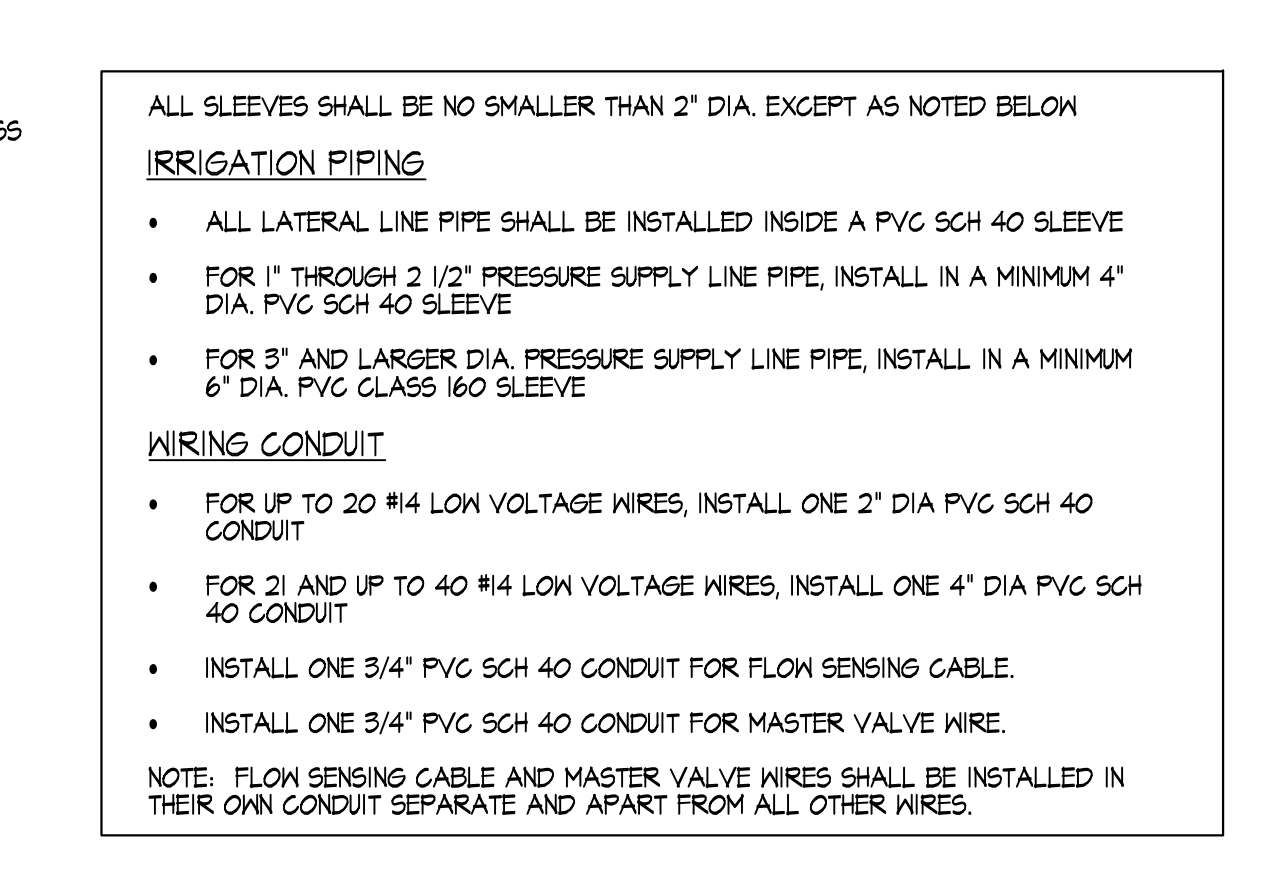 ALL SLEEVES SHALL BE NO SMALLER THAN 2" DIA. EXCEPT AS NOTED BELOW
IRRIGATION PIPING
• ALL LATERAL LINE PIPE SHALL BE INSTALLED INSIDE A PVC SCH 40 SLEEVE
• FOR 1" THROUGH 2 1/2" PRESSURE SUPPLY LINE PIPE, INSTALL IN A MINIMUM 4"
DIA. PVC SCH 40 SLEEVE
• FOR 3" AND LARGER DIA. PRESSURE SUPPLY LINE PIPE, INSTALL IN A MINIMUM
6" DIA. PVC CLASS 160 SLEEVE
WIRING CONDUIT
• FOR UP TO 20 #14 LOW VOLTAGE WIRES, INSTALL ONE 2" DIA PVC SCH 40
CONDUIT
• FOR 21 AND UP TO 40 #14 LOW VOLTAGE WIRES, INSTALL ONE 4" DIA PVC SCH
40 CONDUIT
• INSTALL ONE 3/4" PVC SCH 40 CONDUIT FOR FLOW SENSING CABLE.
• INSTALL ONE 3/4" PVC SCH 40 CONDUIT FOR MASTER VALVE WIRE.
NOTE: FLOW SENSING CABLE AND MASTER VALVE WIRES SHALL BE INSTALLED IN
THEIR OWN CONDUIT SEPARATE AND APART FROM ALL OTHER WIRES.